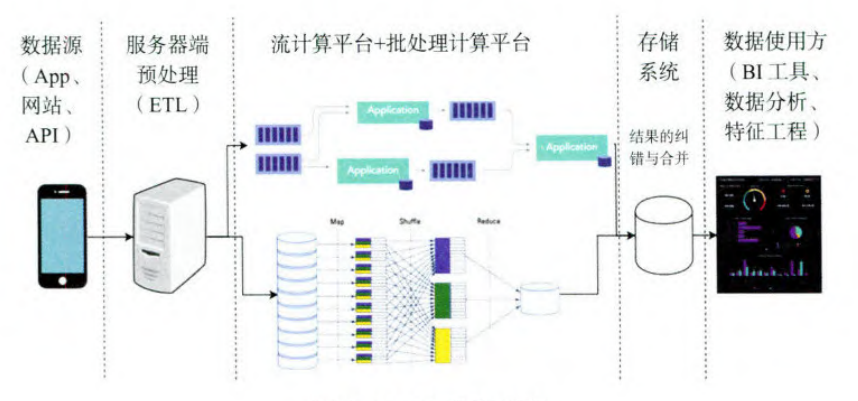 数据源
（App、
网站、
API）
服务器端
预处理
（ETL）
流计算平台+批处理计算平台
Application
Application
Application
Map
Shuffle
Reduce
存储
系统
结果的纠
错与合并
数据使用方
（BI 工具、
数据分析、
特征工程）